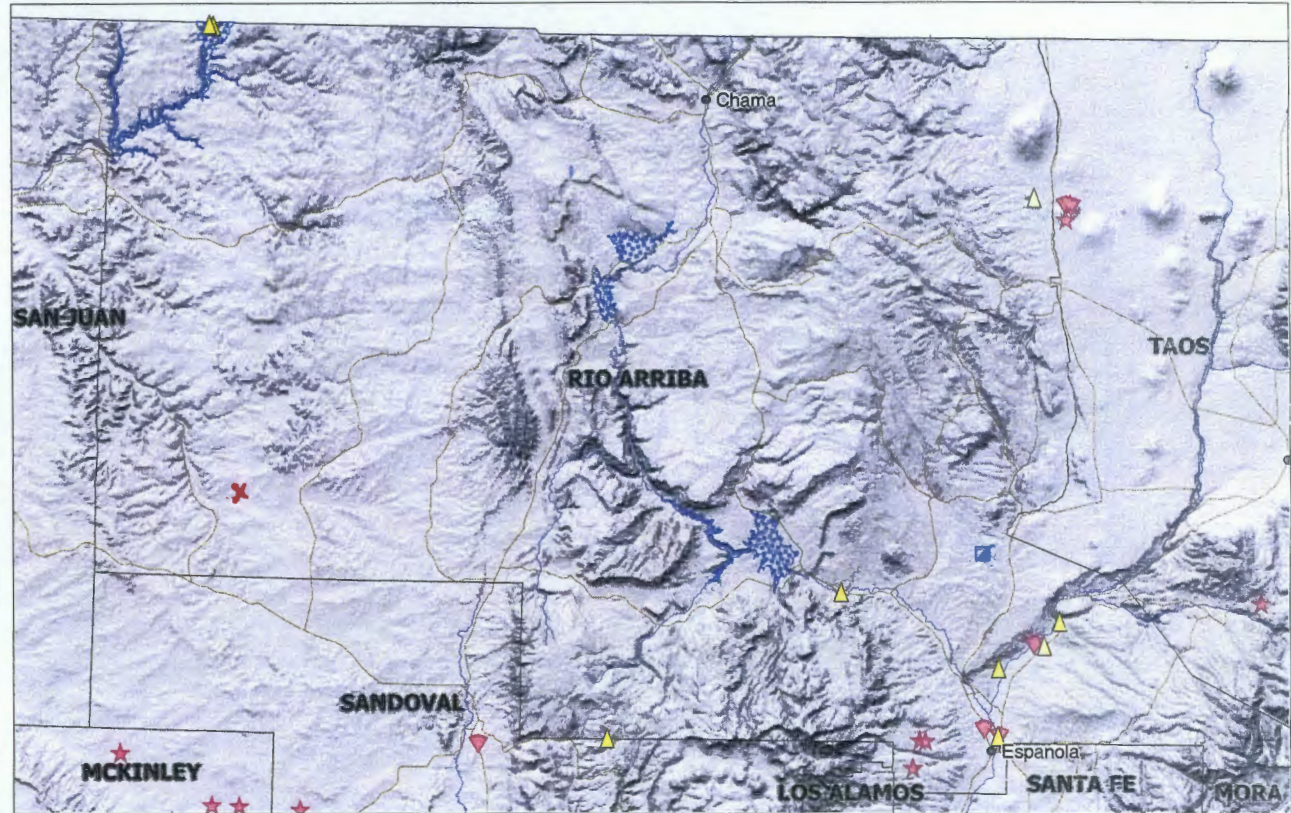 Chama
SAN JUAN
TAOS
RIO ARRIBA
SANDOVAL
Espanola
MCKINLEY
SANTA FE
LOS ALAMOS
MORA